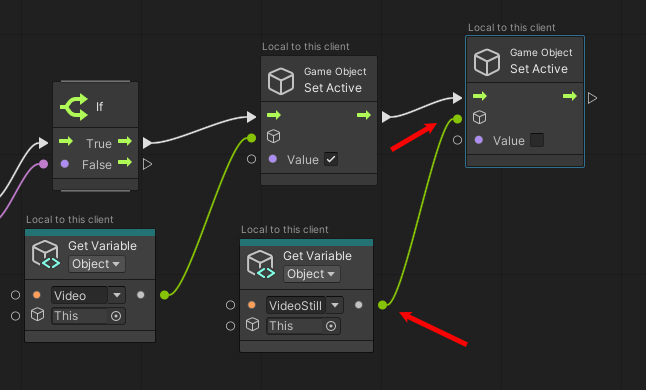 Local to this client
Game Object
Set Active
Value
Local to this client
Game Object
Set Active
Value
If
True
False
Local to this client
Get Variable
Object
Video
This
Local to this client
Get Variable
Object
VideoStill
This